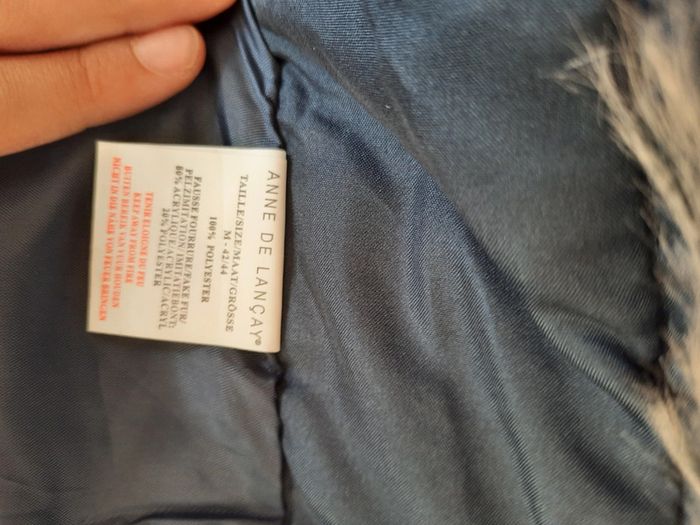 ANNE DE LANÇAY®
TAILLE/SIZE/MAAT/GRÖSSE
M - 42/44
100% POLYESTER
FAUSSE FOURRURE/FAKE FUR/
PELZIMITATION/IMITATIEBONT:
80% ACRYLIQUE/ACRYLIC/ACRYL
20% POLYESTER
TENIR ELOIGNE DU FEU
KEEP AWAY FROM FIRE
BUITEN BEREIK VAN VUUR HOUDEN
NICHT IN DIE NÄHE VON FEUER BRINGEN